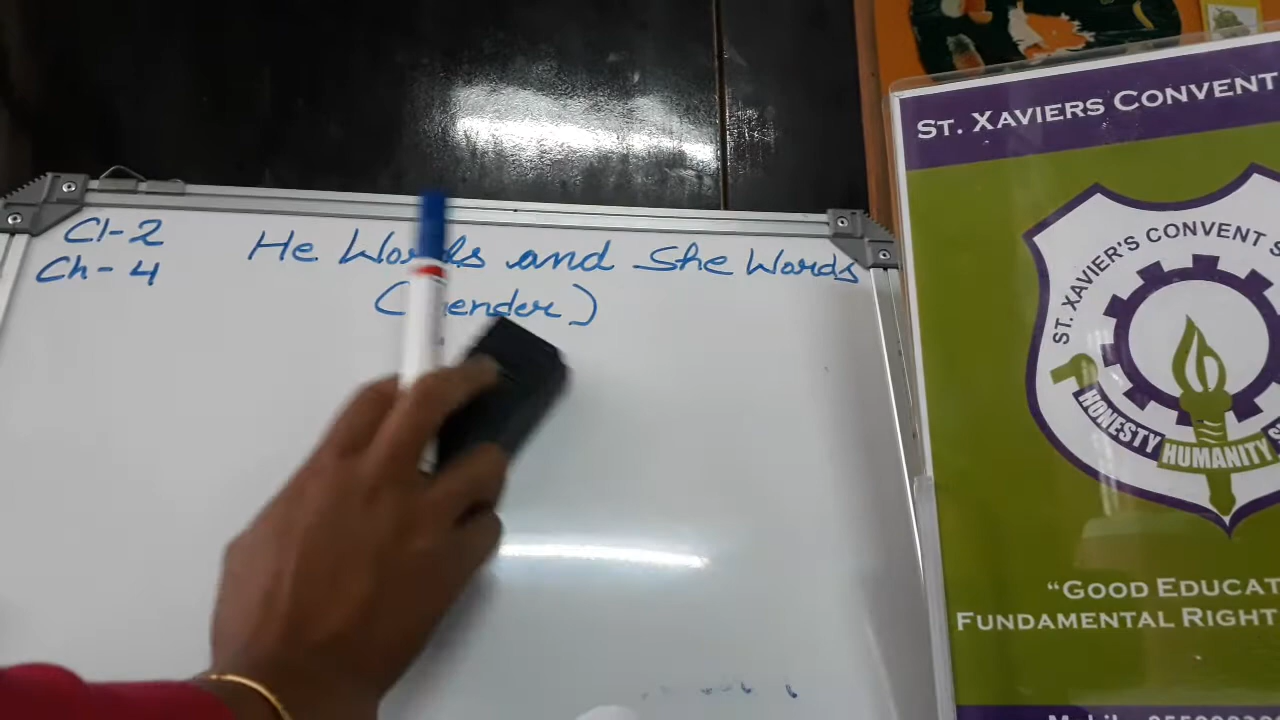 Cl-2
Ch-4
He Words and She Words
(Gender)
ST. XAVIERS CONVENT
ST. XAVIER'S CONVENT S
HONESTY
HUMANITY
"GOOD EDUCAT
FUNDAMENTAL RIGHT